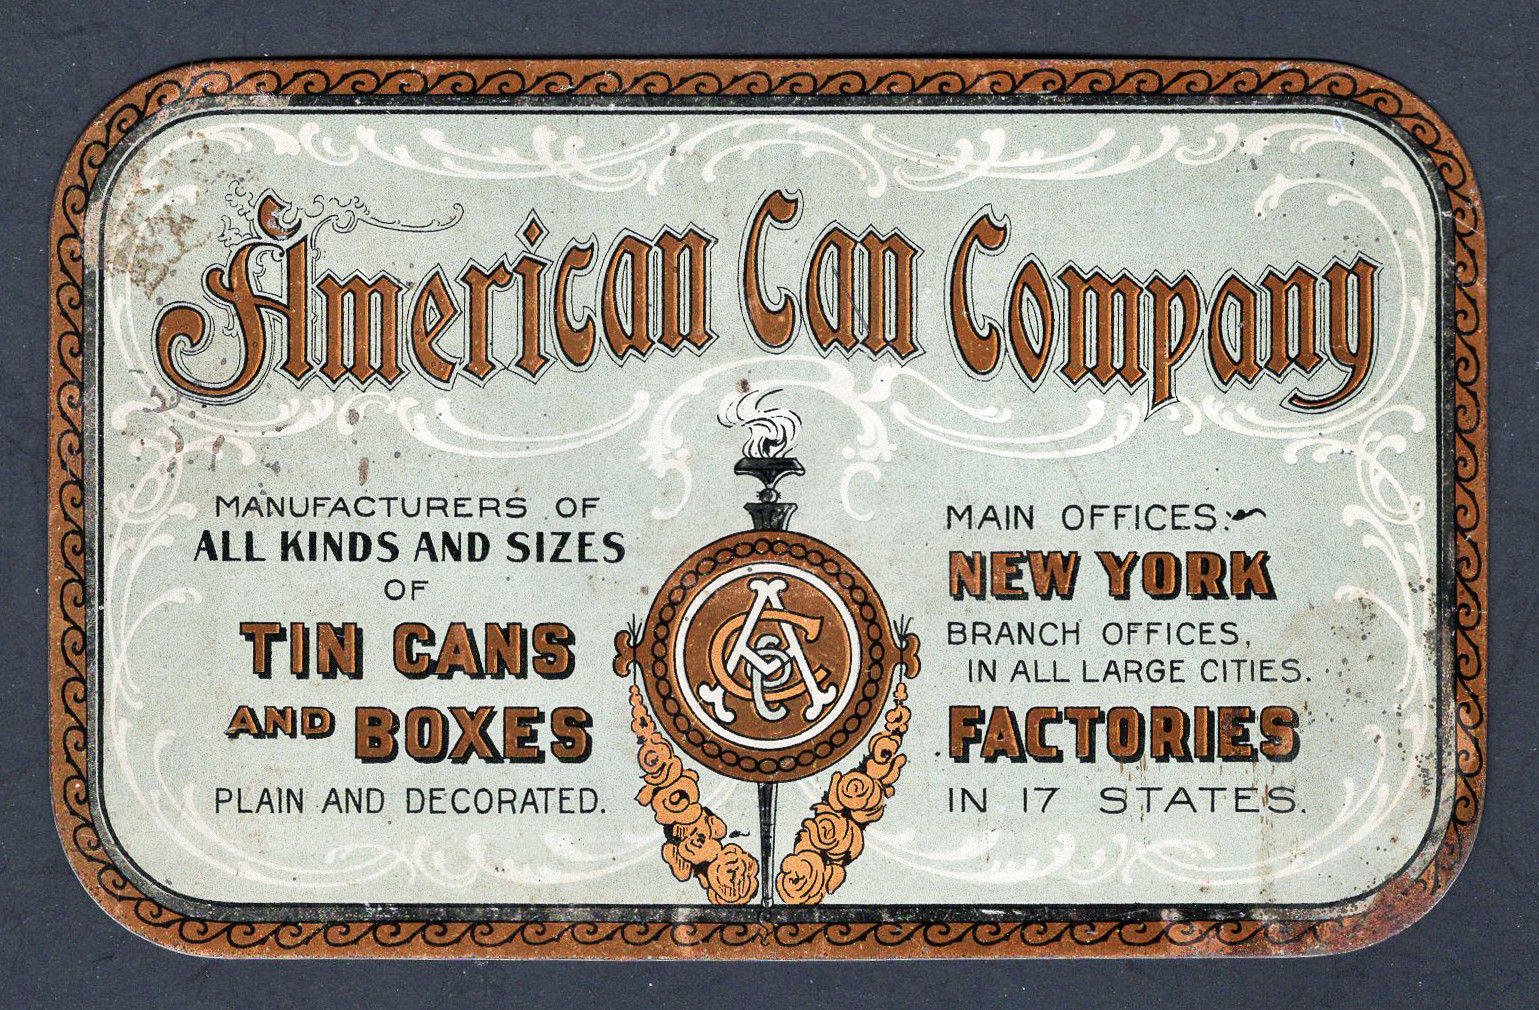 American Can Company
MANUFACTURERS OF
ALL KINDS AND SIZES
OF
TIN CANS
AND BOXES
PLAIN AND DECORATED.
MAIN OFFICES:
NEW YORK
BRANCH OFFICES,
IN ALL LARGE CITIES.
FACTORIES
IN 17 STATES.
ACCo